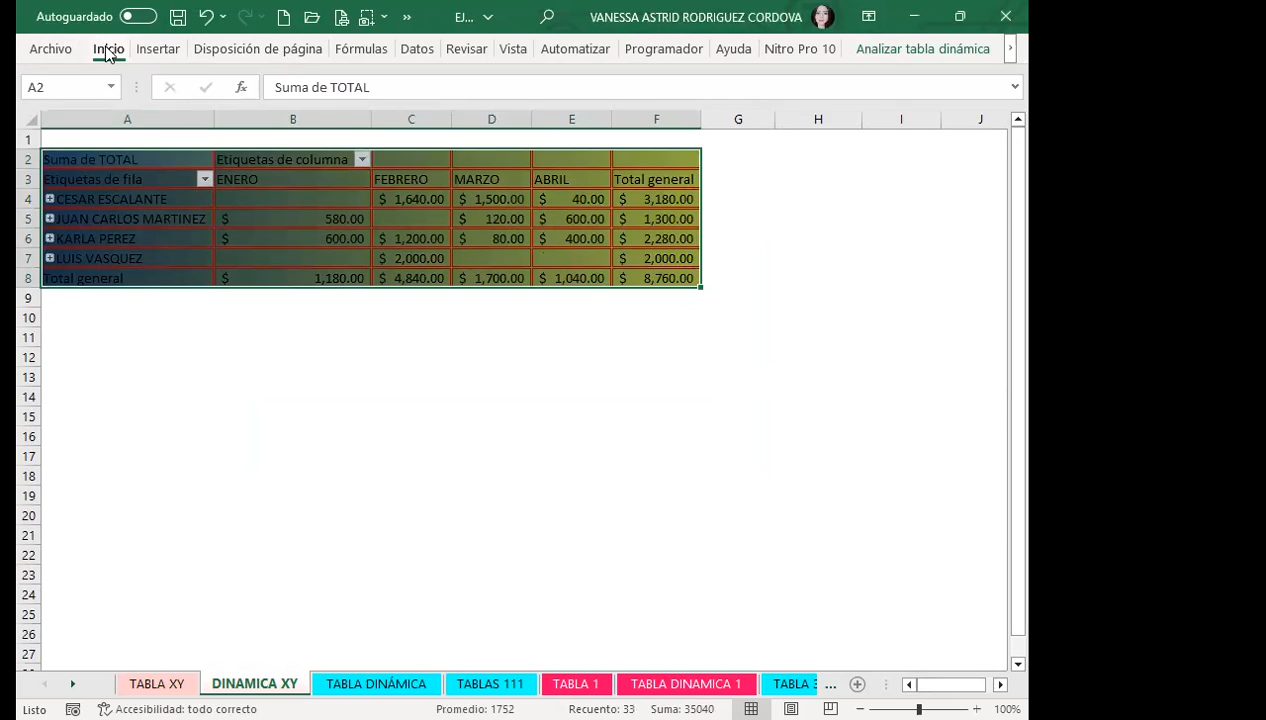 Autoguardado EJ... VANESSA ASTRID RODRIGUEZ CORDOVA
Archivo Inicio Insertar Disposición de página Fórmulas Datos Revisar Vista Automatizar Programador Ayuda Nitro Pro 10 Analizar tabla dinámica
A2 fx Suma de TOTAL
A B C D E F G H I J
1
2 Suma de TOTAL Etiquetas de columna
3 Etiquetas de fila ENERO FEBRERO MARZO ABRIL Total general
4 CESAR ESCALANTE $ 1,640.00 $ 1,500.00 $ 40.00 $ 3,180.00
5 JUAN CARLOS MARTINEZ $ 580.00 $ 120.00 $ 600.00 $ 1,300.00
6 KARLA PEREZ $ 600.00 $ 1,200.00 $ 80.00 $ 400.00 $ 2,280.00
7 LUIS VASQUEZ $ 2,000.00 $ 2,000.00
8 Total general $ 1,180.00 $ 4,840.00 $ 1,700.00 $ 1,040.00 $ 8,760.00
9
10
11
12
13
14
15
16
17
18
19
20
21
22
23
24
25
26
27
TABLA XY DINAMICA XY TABLA DINÁMICA TABLAS 111 TABLA 1 TABLA DINAMICA 1 TABLA 3 ...
Listo Accesibilidad: todo correcto Promedio: 1752 Recuento: 33 Suma: 35040 100%